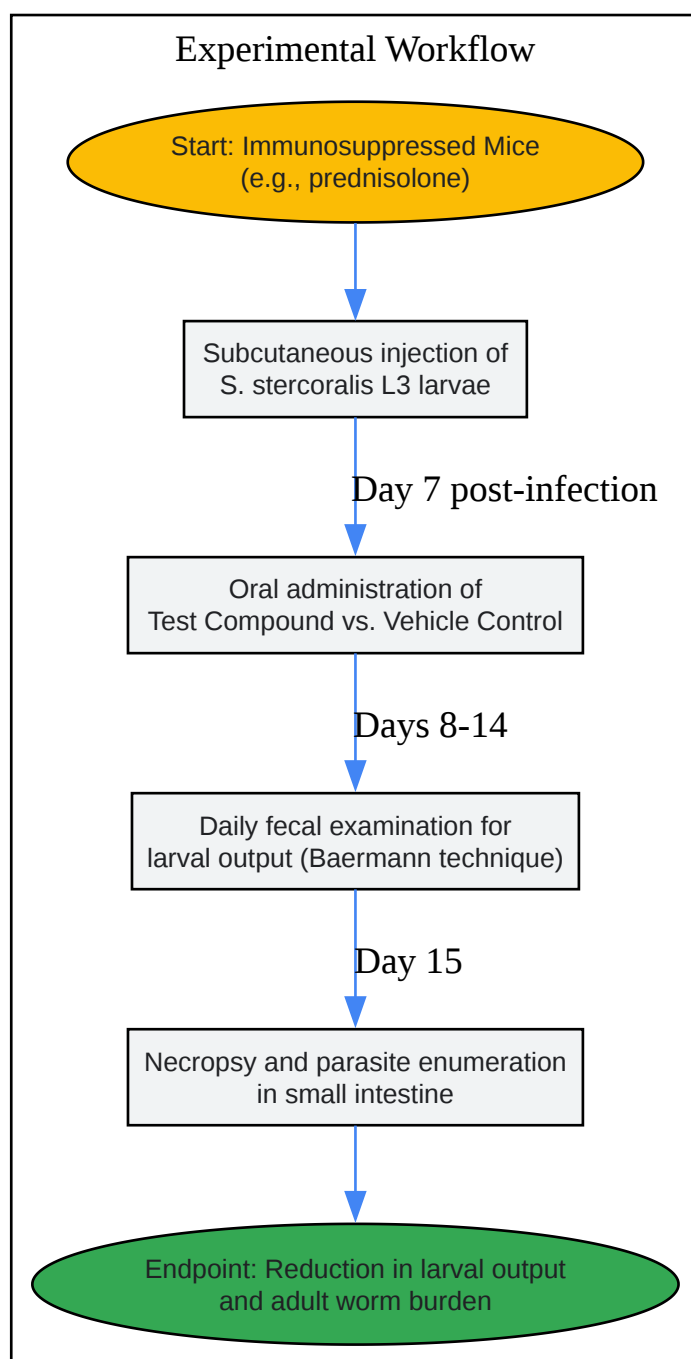 Experimental Workflow
Start: Immunosuppressed Mice
(e.g., prednisolone)
Subcutaneous injection of
S. stercoralis L3 larvae
Day 7 post-infection
Oral administration of
Test Compound vs. Vehicle Control
Days 8-14
Daily fecal examination for
larval output (Baermann technique)
Day 15
Necropsy and parasite enumeration
in small intestine
Endpoint: Reduction in larval output
and adult worm burden